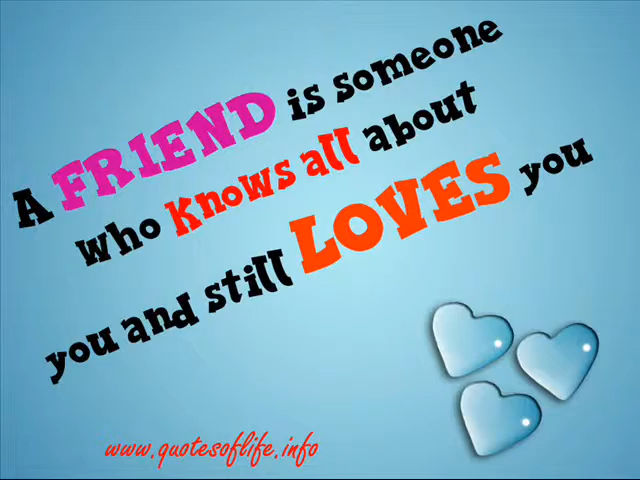 A FRIEND is someone
who Knows all about
you and still LOVES you
www.quotesoflife.info